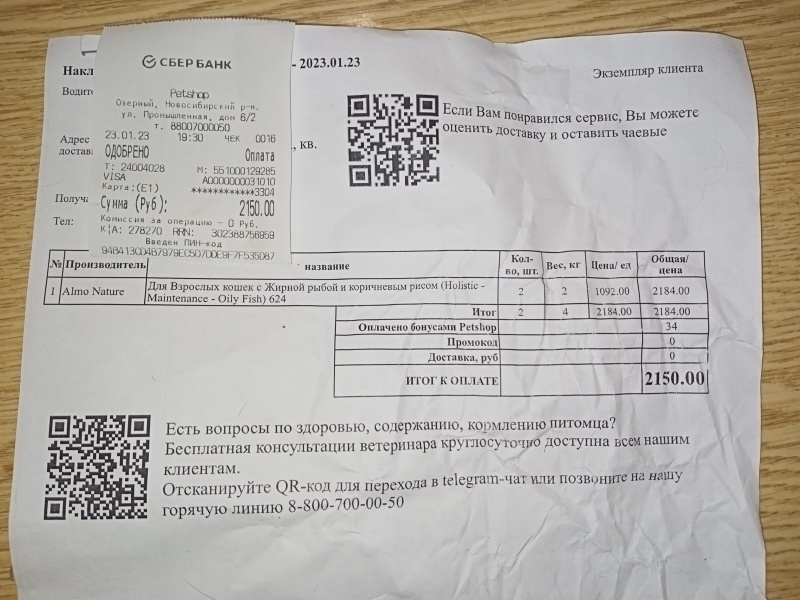 СБЕРБАНК
Petshop
Озерный, Новосибирский р-н.
ул. Промышленная, дом 6/2
т. 88007000050
23.01.23 19:30 ЧЕК 0016
ОДОБРЕНО Оплата
Т: 24004028 М: 551000129285
VISA A0000000031010
Карта:(E1) ************3304
Сумма (Руб): 2150.00
Комиссия за операцию - 0 Руб.
К|А: 278270 RRN: 302388756959
Введен ПИН-код
Накл
- 2023.01.23
Экземпляр клиента
Водите
Адрес
достав
, кв.
Получа
Тел:
Если Вам понравился сервис, Вы можете
оценить доставку и оставить чаевые
№ Производитель название Кол-во, шт. Вес, кг Цена/ ед Общая/ цена
1 Almo Nature Для Взрослых кошек с Жирной рыбой и коричневым рисом (Holistic - Maintenance - Oily Fish) 624 2 2 1092.00 2184.00
Итог 2 4 2184.00 2184.00
Оплачено бонусами Petshop 34
Промокод 0
Доставка, руб 0
ИТОГ К ОПЛАТЕ 2150.00
Есть вопросы по здоровью, содержанию, кормлению питомца?
Бесплатная консультации ветеринара круглосуточно доступна всем нашим
клиентам.
Отсканируйте QR-код для перехода в telegram-чат или позвоните на нашу
горячую линию 8-800-700-00-50